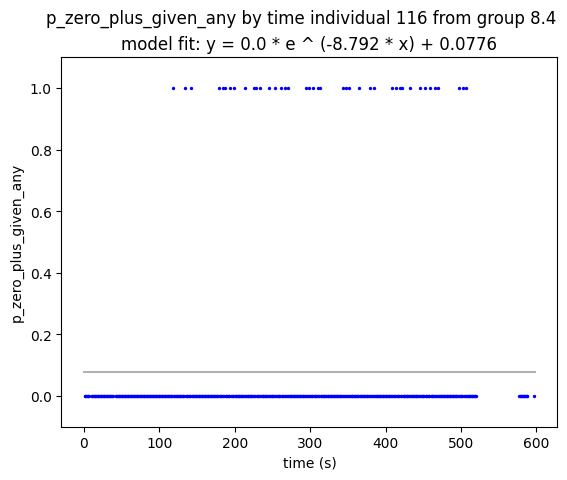 p_zero_plus_given_any by time individual 116 from group 8.4
model fit: y = 0.0 * e ^ (-8.792 * x) + 0.0776
1.0
0.8
0.6
0.4
0.2
0.0
p_zero_plus_given_any
0 100 200 300 400 500 600
time (s)